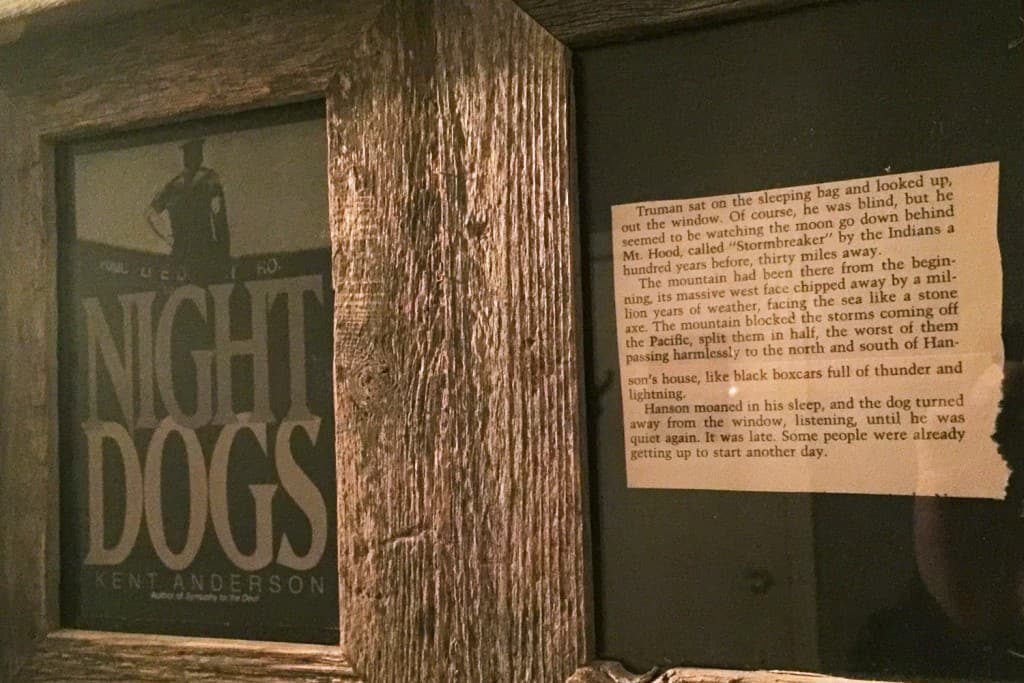 NIGHT
DOGS
KENT ANDERSON
Author of Sympathy for the Devil
Truman sat on the sleeping bag and looked up,
out the window. Of course, he was blind, but he
seemed to be watching the moon go down behind
Mt. Hood, called "Stormbreaker" by the Indians a
hundred years before, thirty miles away.
The mountain had been there from the begin-
ning, its massive west face chipped away by a mil-
lion years of weather, facing the sea like a stone
axe. The mountain blocked the storms coming off
the Pacific, split them in half, the worst of them
passing harmlessly to the north and south of Han-
son's house, like black boxcars full of thunder and
lightning.
Hanson moaned in his sleep, and the dog turned
away from the window, listening, until he was
quiet again. It was late. Some people were already
getting up to start another day.